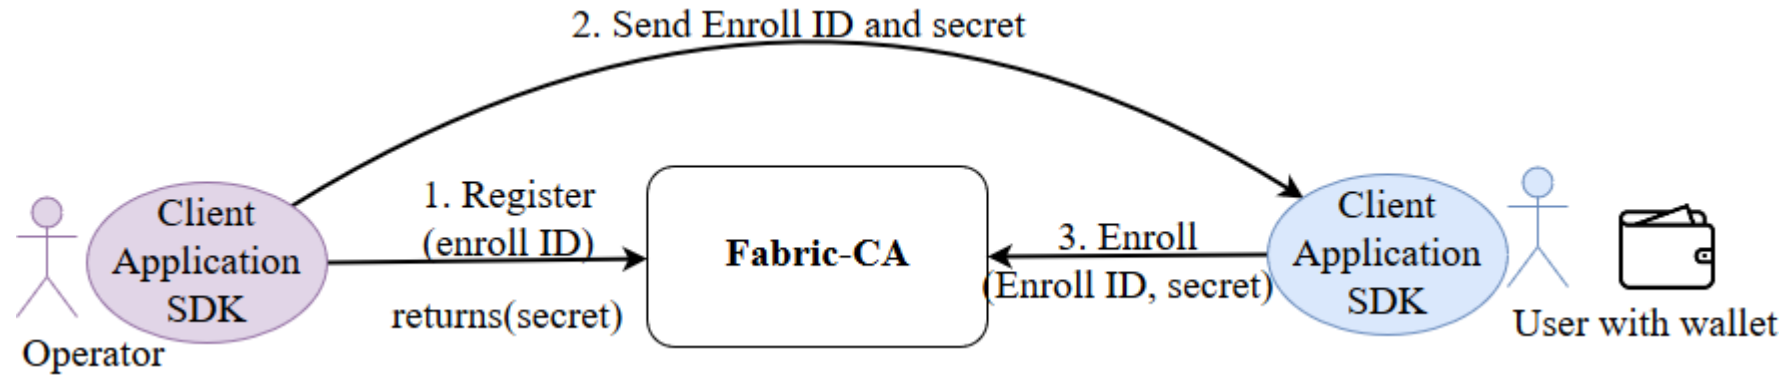 2. Send Enroll ID and secret
1. Register
(enroll ID)
returns(secret)
Client
Application
SDK
Operator
Fabric-CA
3. Enroll
(Enroll ID, secret)
Client
Application
SDK
User with wallet